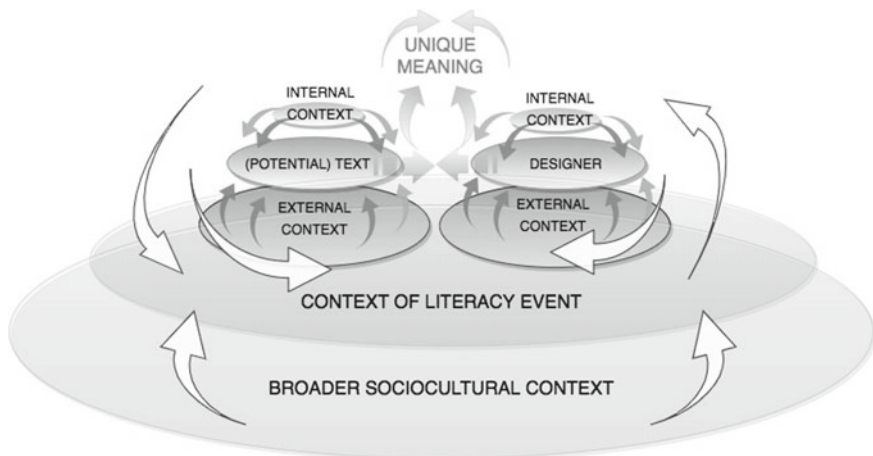 UNIQUE
MEANING
INTERNAL
CONTEXT
INTERNAL
CONTEXT
(POTENTIAL) TEXT
DESIGNER
EXTERNAL
CONTEXT
EXTERNAL
CONTEXT
CONTEXT OF LITERACY EVENT
BROADER SOCIOCULTURAL CONTEXT